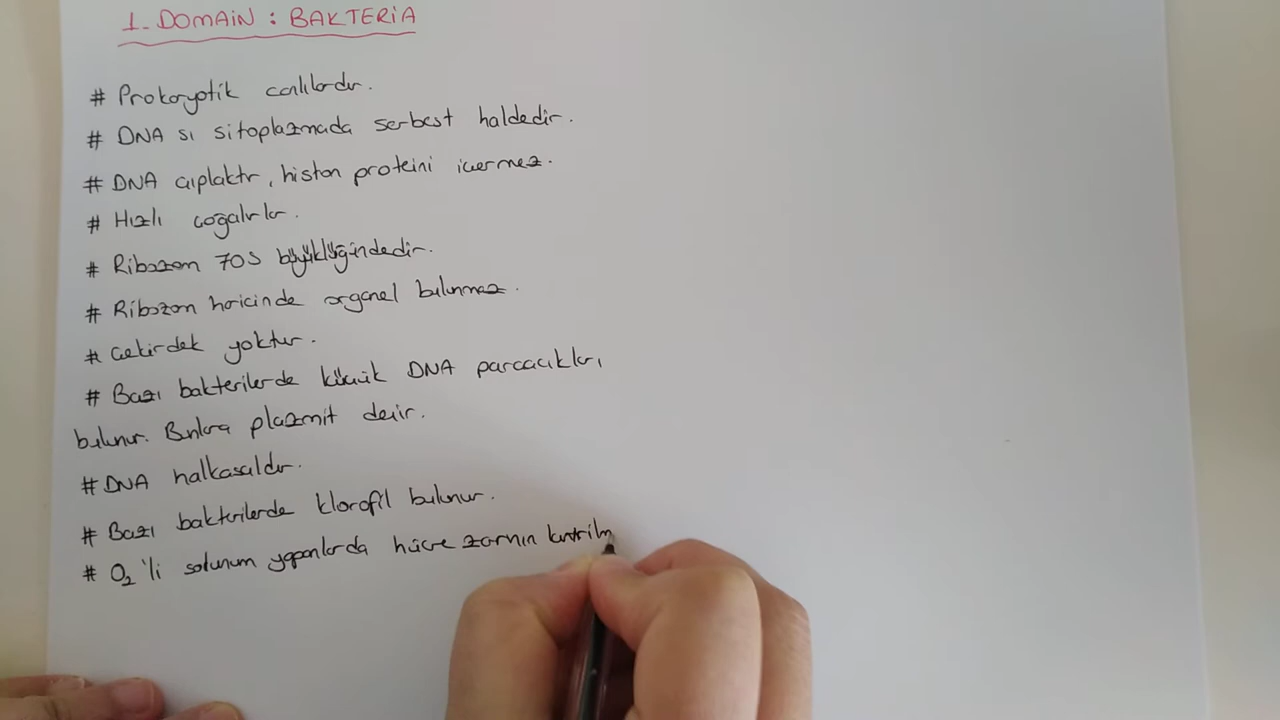 1. DOMAIN : BAKTERIA
# Prokaryotik canlılardır.
# DNA sı sitoplazmada serbest haldedir.
# DNA çıplaktır, histon proteini içermez.
# Hızlı çoğalırlar.
# Ribozom 70S büyüklüğündedir.
# Ribozom haricinde organel bulunmaz.
# Çekirdek yoktur.
# Bazı bakterilerde küçük DNA parçacıkları
bulunur. Bunlara plazmit denir.
# DNA halkasaldır.
# Bazı bakterilerde klorofil bulunur.
# O₂'li solunum yapanlarda hücre zarının kıvrılm